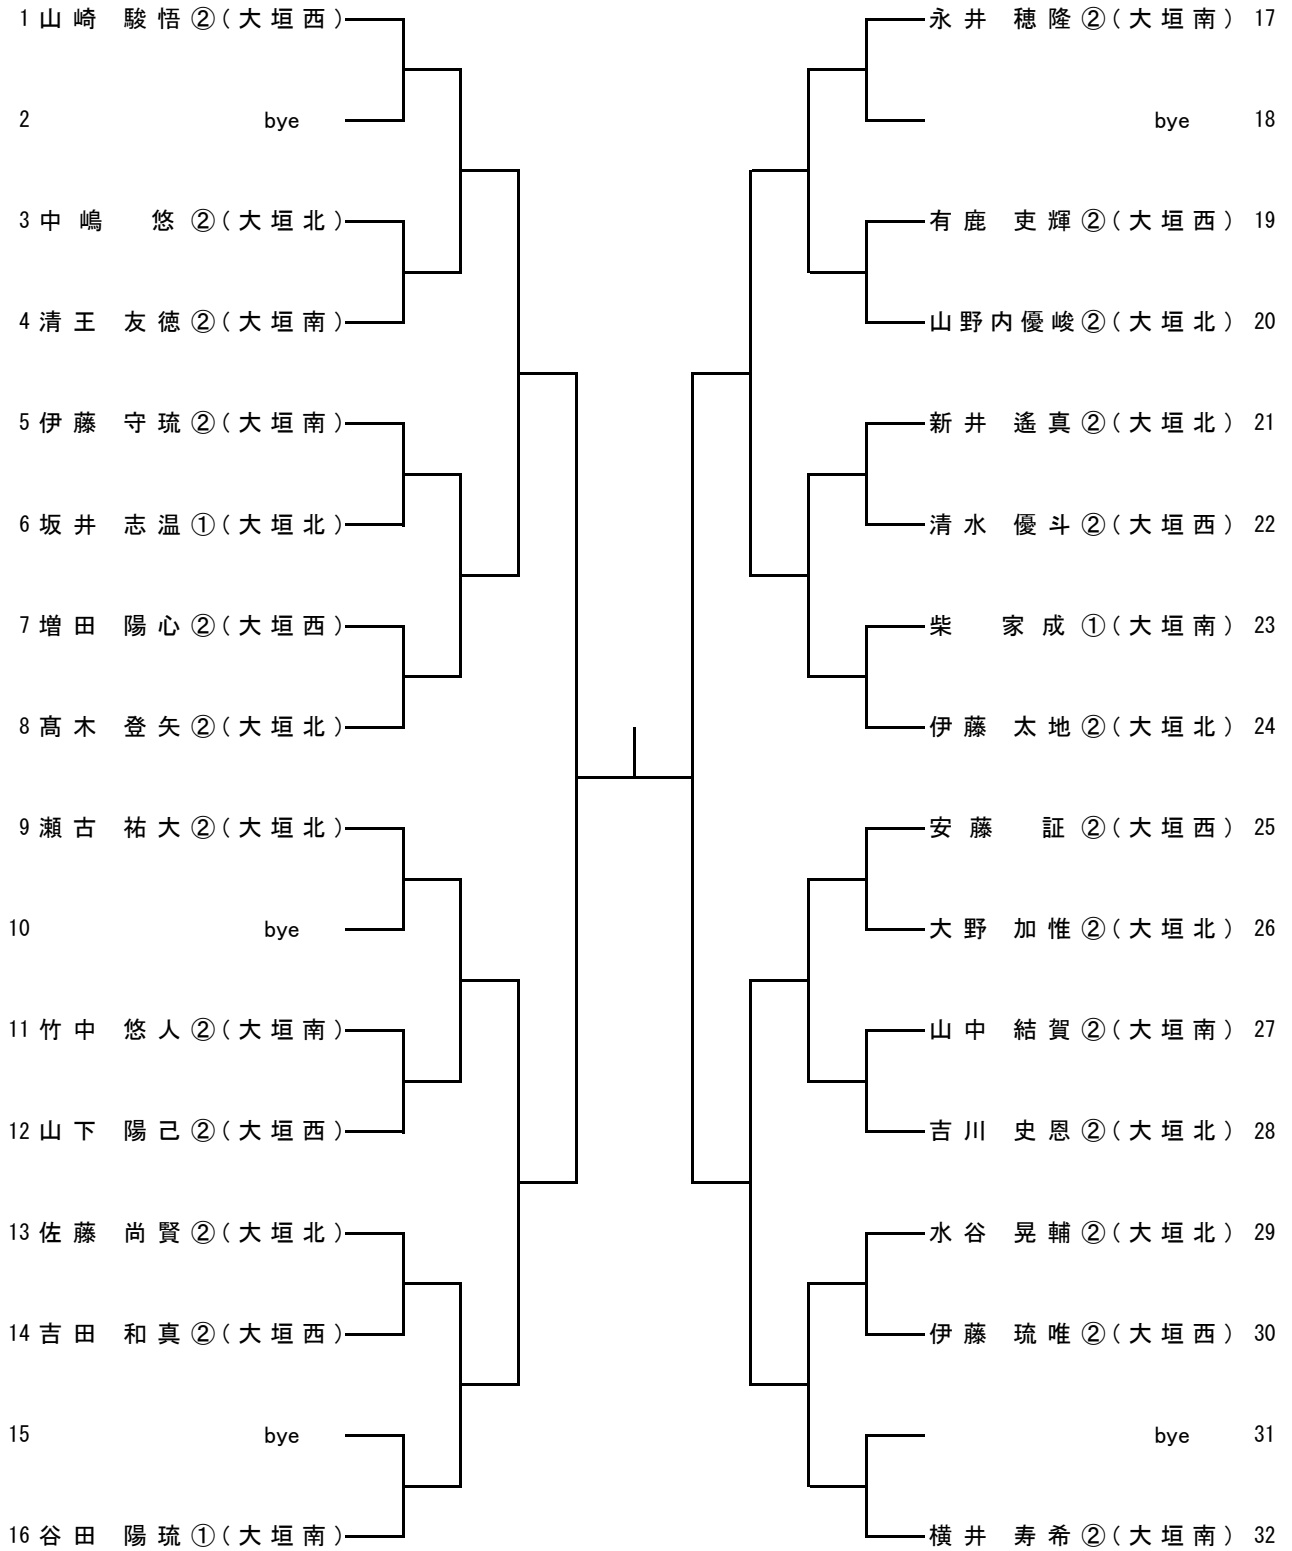 1 山崎 駿悟②(大垣西)
2 bye
3 中嶋 悠②(大垣北)
4 清王 友徳②(大垣南)
5 伊藤 守琉②(大垣南)
6 坂井 志温①(大垣北)
7 増田 陽心②(大垣西)
8 髙木 登矢②(大垣北)
9 瀬古 祐大②(大垣北)
10 bye
11 竹中 悠人②(大垣南)
12 山下 陽己②(大垣西)
13 佐藤 尚賢②(大垣北)
14 吉田 和真②(大垣西)
15 bye
16 谷田 陽琉①(大垣南)
永井 穂隆②(大垣南) 17
bye 18
有鹿 吏輝②(大垣西) 19
山野内優峻②(大垣北) 20
新井 遙真②(大垣北) 21
清水 優斗②(大垣西) 22
柴 家成①(大垣南) 23
伊藤 太地②(大垣北) 24
安藤 証②(大垣西) 25
大野 加惟②(大垣北) 26
山中 結賀②(大垣南) 27
吉川 史恩②(大垣北) 28
水谷 晃輔②(大垣北) 29
伊藤 琉唯②(大垣西) 30
bye 31
横井 寿希②(大垣南) 32